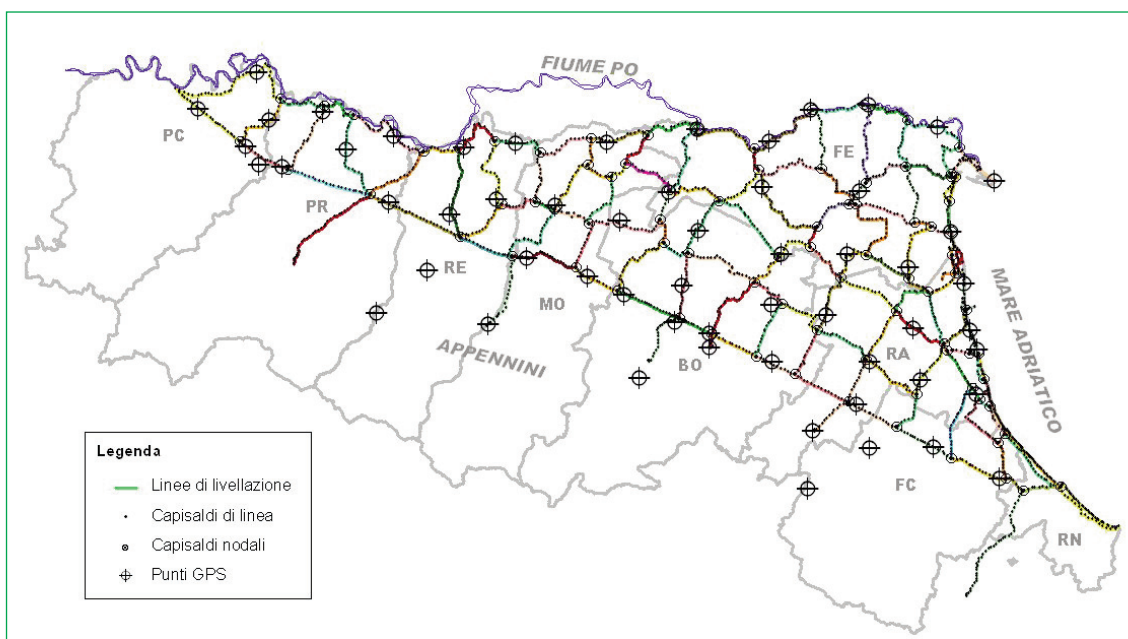 FIUME PO
PC
FE
PR
RE
MO
MARE ADRIATICO
APPENNINI
BO
RA
FC
RN
Legenda
Linee di livellazione
Capisaldi di linea
Capisaldi nodali
Punti GPS